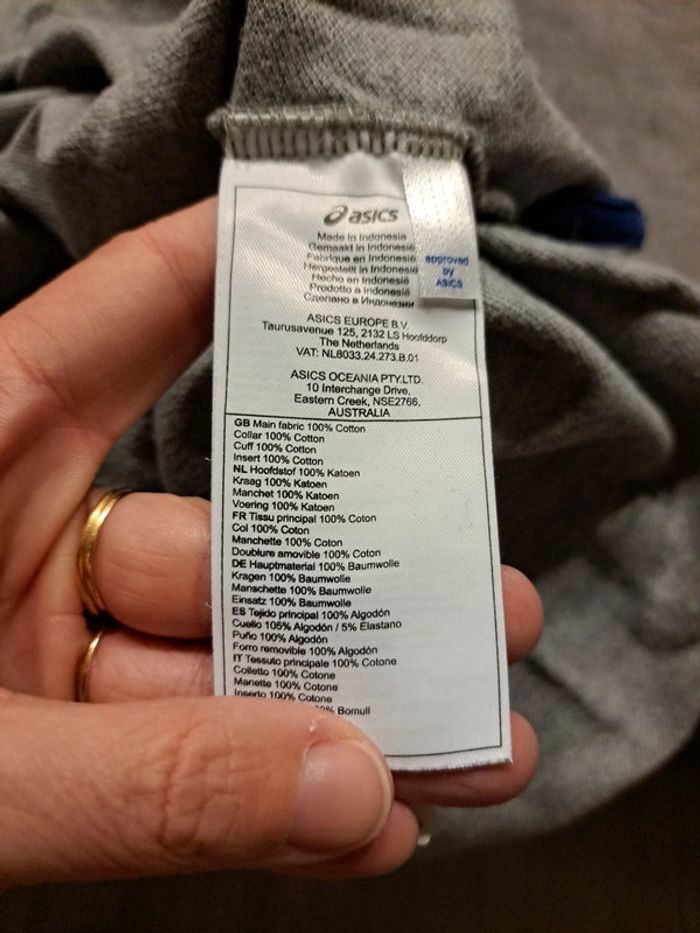 asics
Made in Indonesia
Gemaakt in Indonesië
Fabrique en Indonesie
Hergestellt in Indonesië
Hecho en Indonesië
Prodotto a Indonesië
Сделано в Индонезии
approved
by
ASICS
ASICS EUROPE B.V.
Taurusavenue 125, 2132 LS Hoofddorp
The Netherlands
VAT: NL8033.24.273.B.01
ASICS OCEANIA PTY.LTD.
10 Interchange Drive,
Eastern Creek, NSE2766,
AUSTRALIA
GB Main fabric 100% Cotton
Collar 100% Cotton
Cuff 100% Cotton
Insert 100% Cotton
NL Hoofdstof 100% Katoen
Kraag 100% Katoen
Manchet 100% Katoen
Voering 100% Katoen
FR Tissu principal 100% Coton
Col 100% Coton
Manchette 100% Coton
Doublure amovible 100% Coton
DE Hauptmaterial 100% Baumwolle
Kragen 100% Baumwolle
Manschette 100% Baumwolle
Einsatz 100% Baumwolle
ES Tejido principal 100% Algodón
Cuello 105% Algodón / 5% Elastano
Puño 100% Algodón
Forro removible 100% Algodón
IT Tessuto principale 100% Cotone
Colletto 100% Cotone
Manette 100% Cotone
Inserto 100% Cotone
Bomull